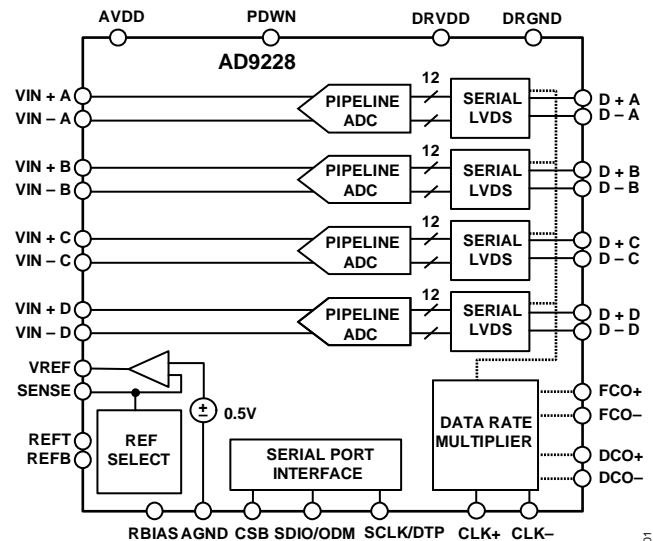 AVDD PDWN DRVDD DRGND
AD9228
VIN + A
VIN – A
PIPELINE
ADC
12
SERIAL
LVDS
D + A
D – A
VIN + B
VIN – B
PIPELINE
ADC
12
SERIAL
LVDS
D + B
D – B
VIN + C
VIN – C
PIPELINE
ADC
12
SERIAL
LVDS
D + C
D – C
VIN + D
VIN – D
PIPELINE
ADC
12
SERIAL
LVDS
D + D
D – D
VREF
SENSE
REFT
REFB
REF
SELECT
+
–
0.5V
SERIAL PORT
INTERFACE
DATA RATE
MULTIPLIER
FCO+
FCO–
DCO+
DCO–
RBIAS AGND CSB SDIO/ODM SCLK/DTP CLK+ CLK–
01